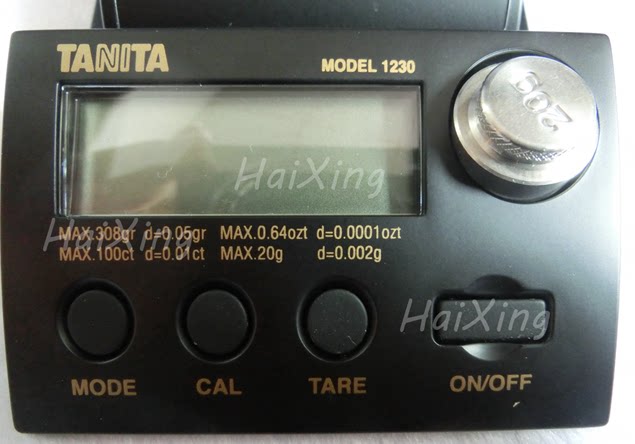 TANITA
MODEL 1230
20g
HaiXing
MAX.308gr d=0.05gr MAX.0.64ozt d=0.0001ozt
HaiXing
MAX.100ct d=0.01ct MAX.20g d=0.002g
HaiXing
MODE CAL TARE ON/OFF